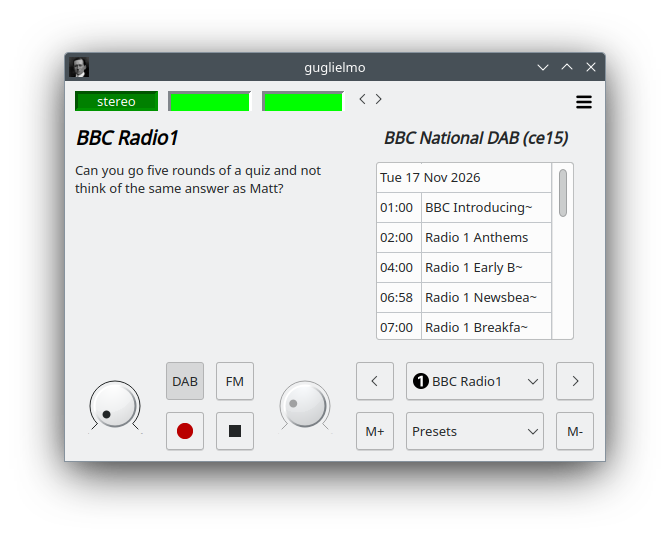 guglielmo
stereo
BBC Radio1
BBC National DAB (ce15)
Can you go five rounds of a quiz and not
think of the same answer as Matt?
Tue 17 Nov 2026
01:00 BBC Introducing~
02:00 Radio 1 Anthems
04:00 Radio 1 Early B~
06:58 Radio 1 Newsbea~
07:00 Radio 1 Breakfa~
DAB FM < 1 BBC Radio1 >
M+ Presets M-